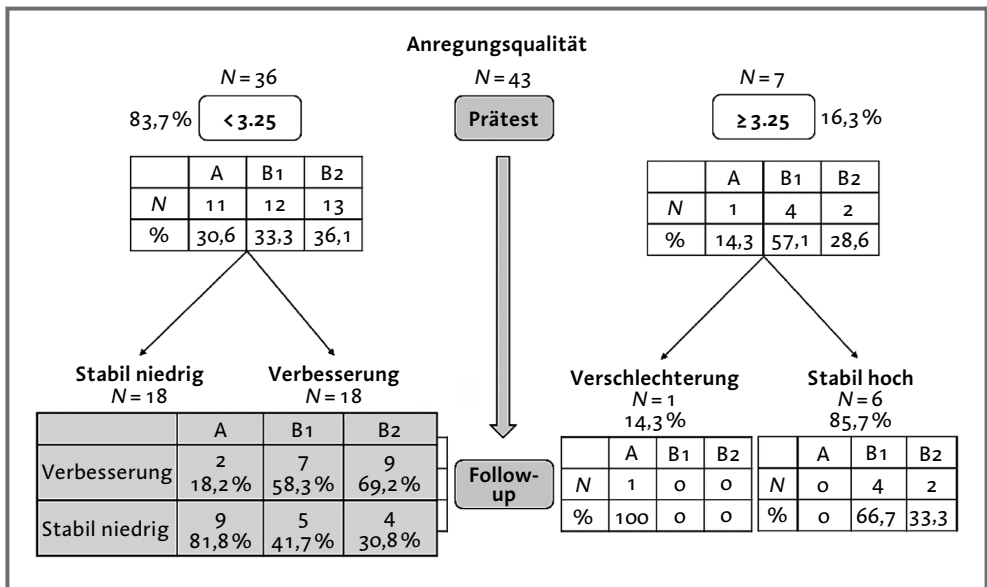 Anregungsqualität
N = 36
N = 43
N = 7
83,7 %
< 3.25
Prätest
≥ 3.25
16,3 %
A B1 B2
N 11 12 13
% 30,6 33,3 36,1
A B1 B2
N 1 4 2
% 14,3 57,1 28,6
Stabil niedrig
N = 18
Verbesserung
N = 18
A B1 B2
Verbesserung 2 7 9
18,2 % 58,3 % 69,2 %
Stabil niedrig 9 5 4
81,8 % 41,7 % 30,8 %
Follow-
up
Verschlechterung
N = 1
14,3 %
A B1 B2
N 1 0 0
% 100 0 0
Stabil hoch
N = 6
85,7 %
A B1 B2
N 0 4 2
% 0 66,7 33,3